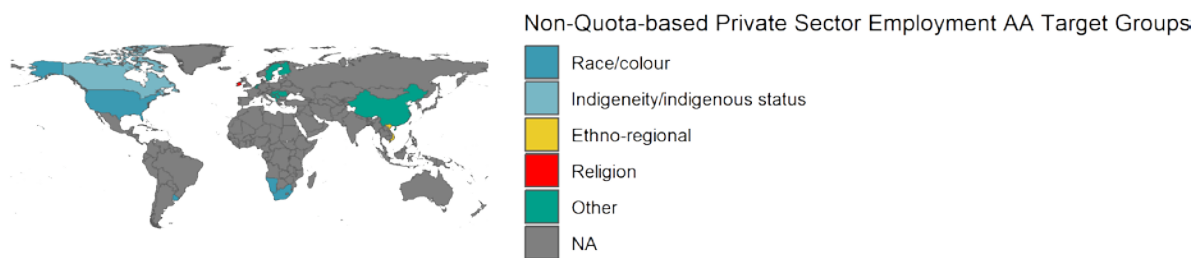 Non-Quota-based Private Sector Employment AA Target Groups
Race/colour
Indigeneity/indigenous status
Ethno-regional
Religion
Other
NA